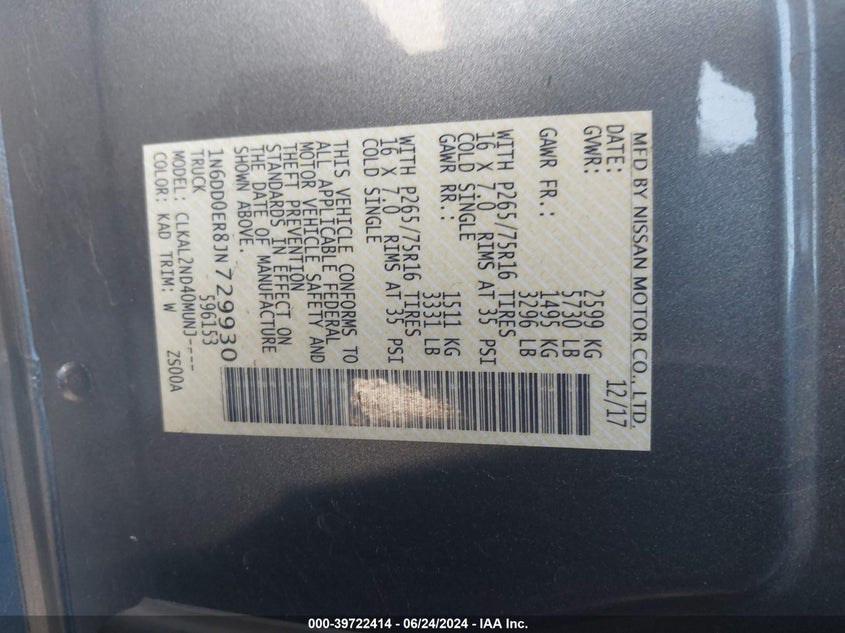 MFD BY NISSAN MOTOR CO., LTD.
DATE: 12/17
GVWR: 2599 KG
5730 LB
GAWR FR.: 1495 KG
3296 LB
WITH P265/75R16 TIRES
16 X 7.0 RIMS AT 35 PSI
COLD SINGLE
GAWR RR.: 1511 KG
3331 LB
WITH P265/75R16 TIRES
16 X 7.0 RIMS AT 35 PSI
COLD SINGLE
THIS VEHICLE CONFORMS TO
ALL APPLICABLE FEDERAL
MOTOR VEHICLE SAFETY AND
THEFT PREVENTION
STANDARDS IN EFFECT ON
THE DATE OF MANUFACTURE
SHOWN ABOVE.
1N6DD0ER8JN729930
TRUCK 596153
MODEL: CLKAL2ND40MUNJ----
COLOR: KAD TRIM: W ZS00A
000-39722414 - 06/24/2024 - IAA Inc.